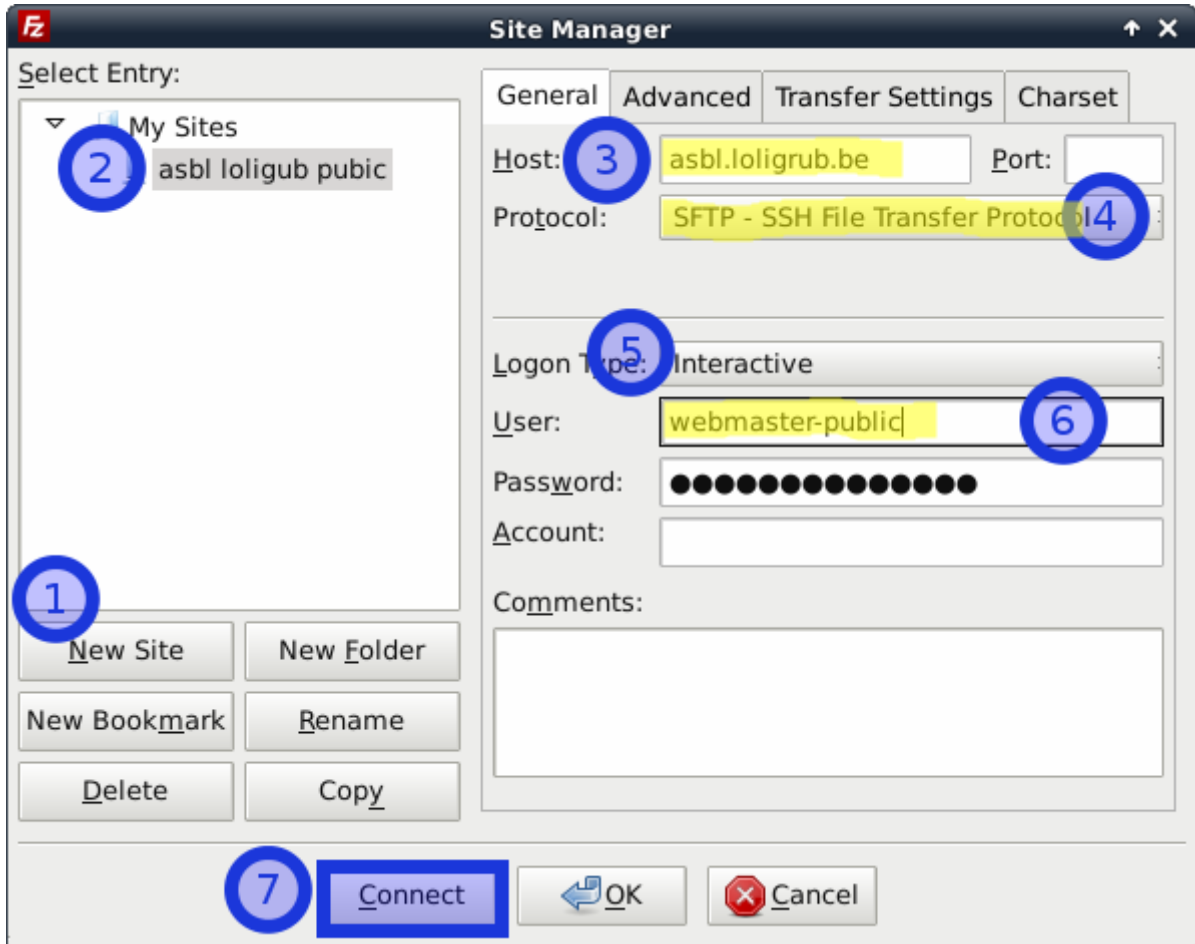 Fz
Site Manager
Select Entry:
My Sites
2
asbl loligub pubic
1
New Site
New Folder
New Bookmark
Rename
Delete
Copy
General
Advanced
Transfer Settings
Charset
Host:
3
asbl.loligrub.be
Port:
Protocol:
SFTP - SSH File Transfer Protocol
4
Logon Type:
5
Interactive
User:
webmaster-public
6
Password:
●●●●●●●●●●●●●●
Account:
Comments:
7
Connect
OK
Cancel